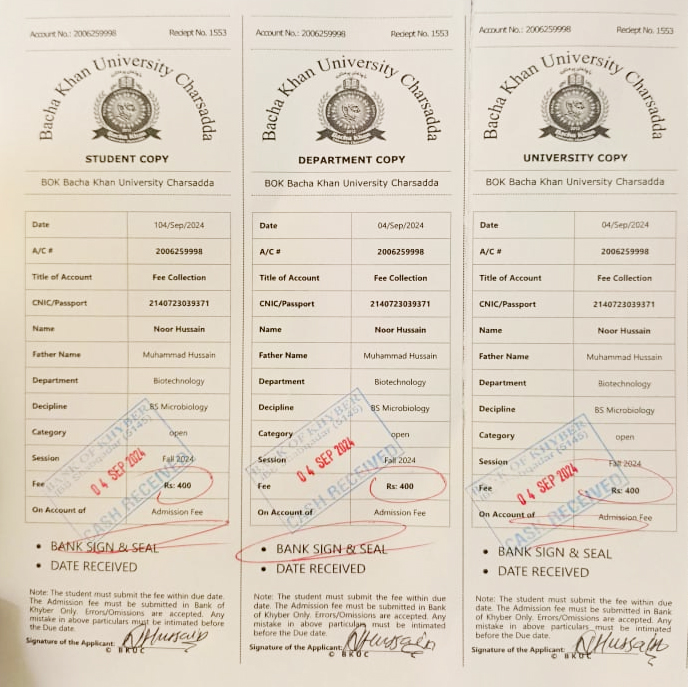 Account No.: 2006259998 Reciept No. 1553
Bacha Khan University Charsadda
STUDENT COPY
BOK Bacha Khan University Charsadda
Date 104/Sep/2024
A/C # 2006259998
Title of Account Fee Collection
CNIC/Passport 2140723039371
Name Noor Hussain
Father Name Muhammad Hussain
Department Biotechnology
Decipline BS Microbiology
Category open
Session Fall 2024
Fee Rs: 400
On Account of Admission Fee
BANK OF KHYBER
04 SEP 2024
CASH RECEIVED
• BANK SIGN & SEAL
• DATE RECEIVED
Note: The student must submit the fee within due date.
The Admission fee must be submitted in Bank of
Khyber Only. Errors/Omissions are accepted. Any
mistake in above particulars must be intimated before
the Due date.
Signature of the Applicant: NHussain
© BKUC
Account No.: 2006259998 Reciept No. 1553
Bacha Khan University Charsadda
DEPARTMENT COPY
BOK Bacha Khan University Charsadda
Date 04/Sep/2024
A/C # 2006259998
Title of Account Fee Collection
CNIC/Passport 2140723039371
Name Noor Hussain
Father Name Muhammad Hussain
Department Biotechnology
Decipline BS Microbiology
Category open
Session Fall 2024
Fee Rs: 400
On Account of Admission Fee
BANK OF KHYBER
04 SEP 2024
CASH RECEIVED
• BANK SIGN & SEAL
• DATE RECEIVED
Note: The student must submit the fee within due
date. The Admission fee must be submitted in Bank
of Khyber Only. Errors/Omissions are accepted. Any
mistake in above particulars must be intimated
before the Due date.
Signature of the Applicant: NHussain
© BKUC
Account No.: 2006259998 Reciept No. 1553
Bacha Khan University Charsadda
UNIVERSITY COPY
BOK Bacha Khan University Charsadda
Date 04/Sep/2024
A/C # 2006259998
Title of Account Fee Collection
CNIC/Passport 2140723039371
Name Noor Hussain
Father Name Muhammad Hussain
Department Biotechnology
Decipline BS Microbiology
Category open
Session Fall 2024
Fee Rs: 400
On Account of Admission Fee
BANK OF KHYBER
04 SEP 2024
CASH RECEIVED
• BANK SIGN & SEAL
• DATE RECEIVED
Note: The student must submit the fee within due
date. The Admission fee must be submitted in Bank
of Khyber Only. Errors/Omissions are accepted. Any
mistake in above particulars must be intimated
before the Due date.
Signature of the Applicant: NHussain
© BKUC